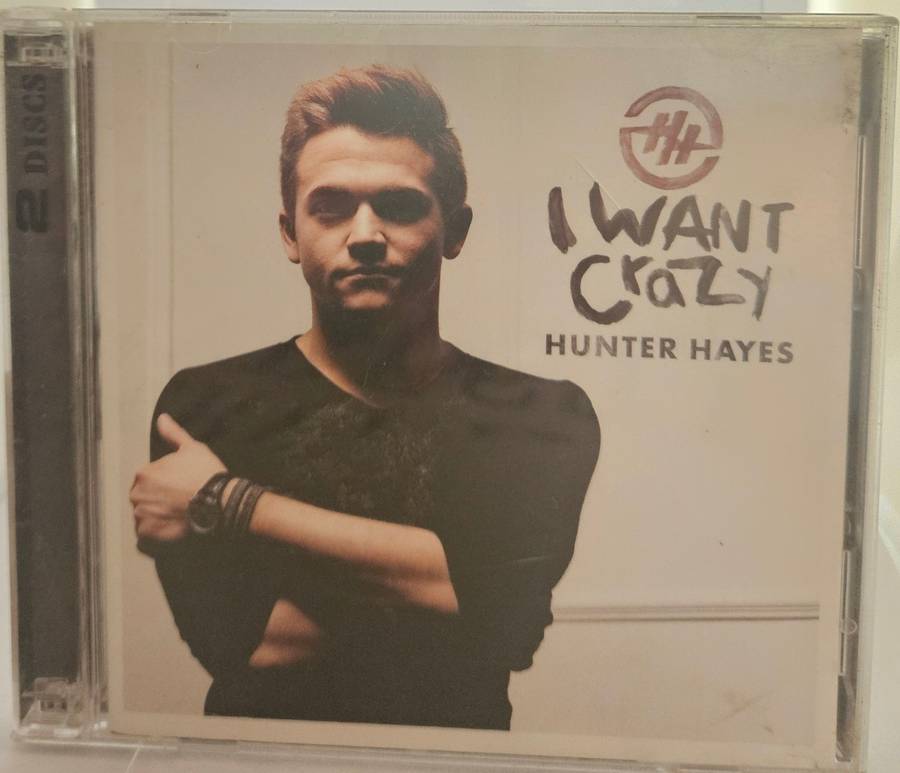 2 DISCS
HH
I WANT
CraZy
HUNTER HAYES